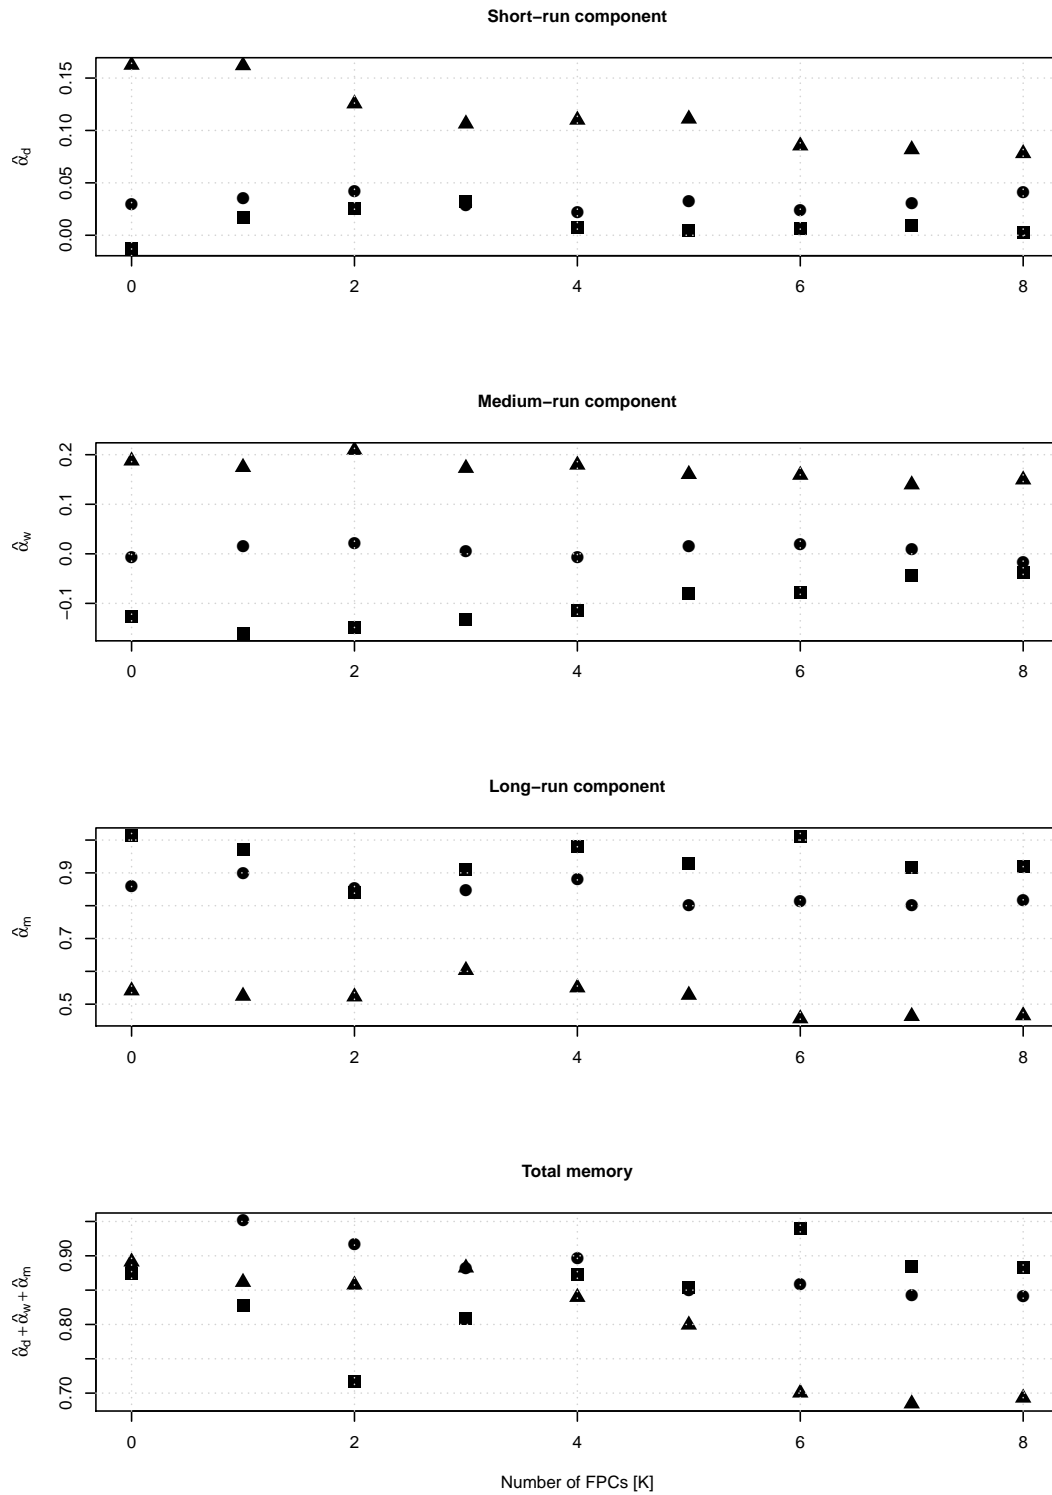 Short−run component
α̂d
0.15
0.10
0.05
0.00
0 2 4 6 8
Medium−run component
α̂w
0.2
0.1
0.0
−0.1
0 2 4 6 8
Long−run component
α̂m
0.9
0.7
0.5
0 2 4 6 8
Total memory
α̂d + α̂w + α̂m
0.90
0.80
0.70
0 2 4 6 8
Number of FPCs [K]